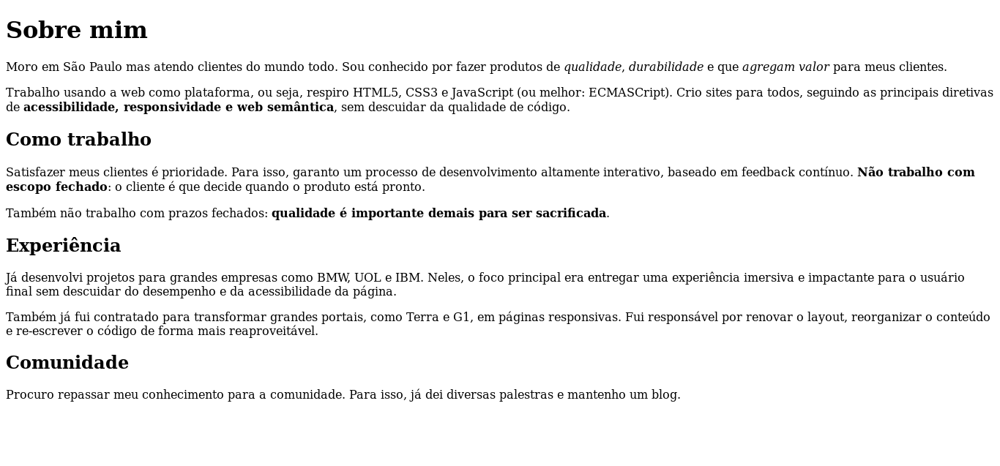 Sobre mim
Moro em São Paulo mas atendo clientes do mundo todo. Sou conhecido por fazer produtos de qualidade, durabilidade e que agregam valor para meus clientes.
Trabalho usando a web como plataforma, ou seja, respiro HTML5, CSS3 e JavaScript (ou melhor: ECMASCript). Crio sites para todos, seguindo as principais diretivas
de acessibilidade, responsividade e web semântica, sem descuidar da qualidade de código.
Como trabalho
Satisfazer meus clientes é prioridade. Para isso, garanto um processo de desenvolvimento altamente interativo, baseado em feedback contínuo. Não trabalho com
escopo fechado: o cliente é que decide quando o produto está pronto.
Também não trabalho com prazos fechados: qualidade é importante demais para ser sacrificada.
Experiência
Já desenvolvi projetos para grandes empresas como BMW, UOL e IBM. Neles, o foco principal era entregar uma experiência imersiva e impactante para o usuário
final sem descuidar do desempenho e da acessibilidade da página.
Também já fui contratado para transformar grandes portais, como Terra e G1, em páginas responsivas. Fui responsável por renovar o layout, reorganizar o conteúdo
e re-escrever o código de forma mais reaproveitável.
Comunidade
Procuro repassar meu conhecimento para a comunidade. Para isso, já dei diversas palestras e mantenho um blog.